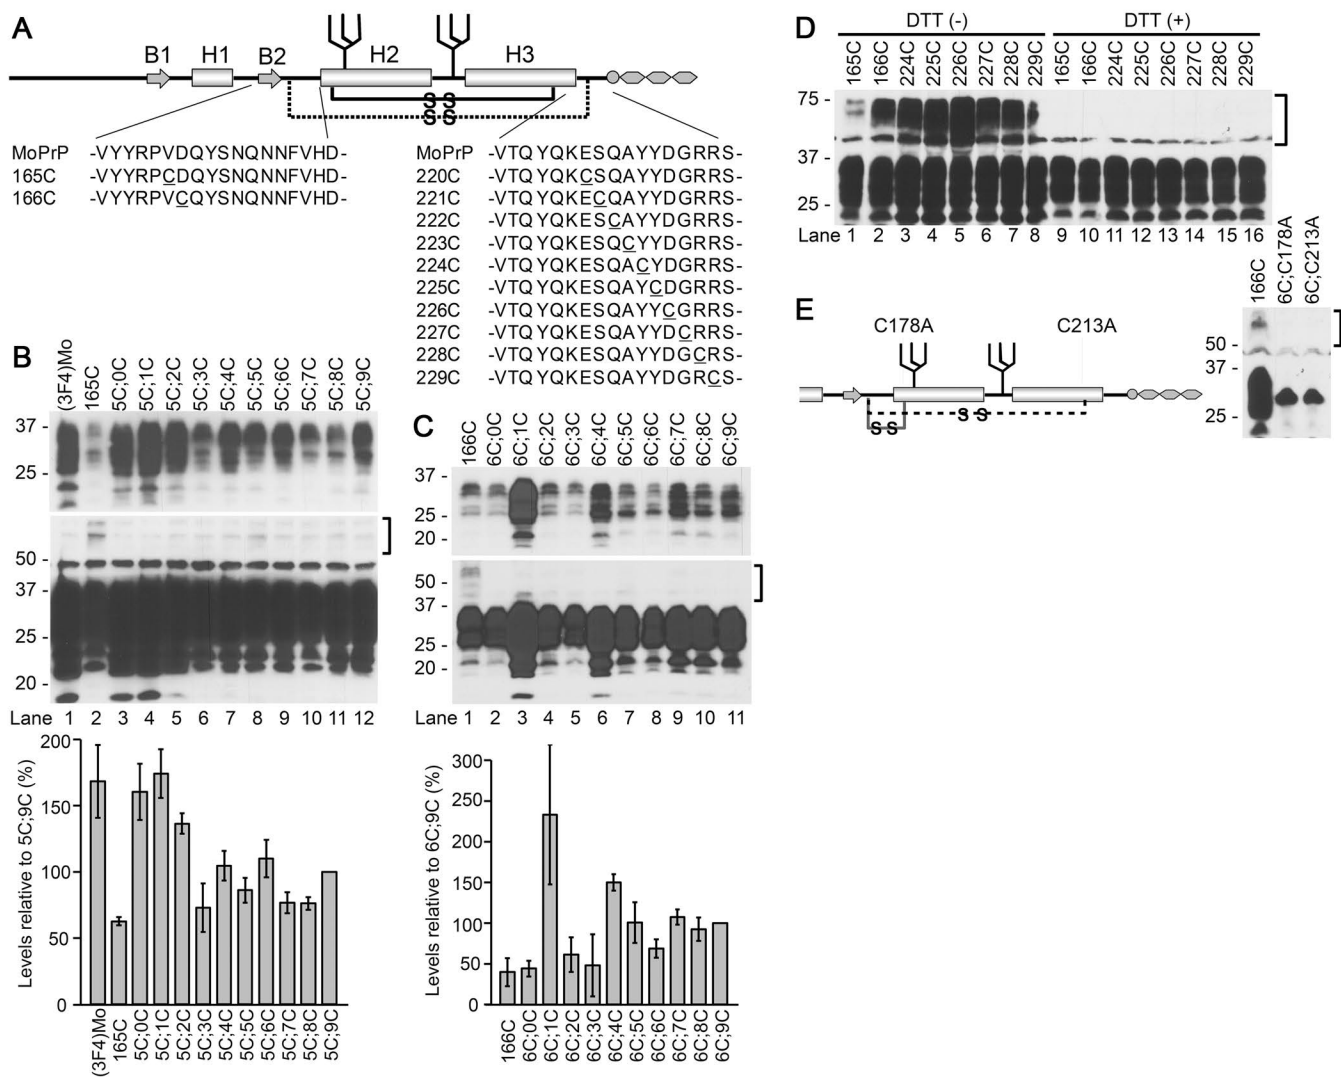 A
B1 H1 B2 H2 H3
S S
S S
MoPrP -VYYRPVDQYSNQNNFVHD-
165C -VYYRPCDQYSNQNNFVHD-
166C -VYYRPVCQYSNQNNFVHD-
MoPrP -VTQYQKESQAYYDGRRS-
220C -VTQYQKECQAYYDGRRS-
221C -VTQYQKESCAYYDGRRS-
222C -VTQYQKESQCYYDGRRS-
223C -VTQYQKESQCYYDGRRS-
224C -VTQYQKESQACYDGRRS-
225C -VTQYQKESQAYCDGRRS-
226C -VTQYQKESQAYYCGRRS-
227C -VTQYQKESQAYYDCRRS-
228C -VTQYQKESQAYYDGCRS-
229C -VTQYQKESQAYYDGRCS-
B
(3F4)Mo 165C 5C;0C 5C;1C 5C;2C 5C;3C 5C;4C 5C;5C 5C;6C 5C;7C 5C;8C 5C;9C
37 -
25 -
50 -
37 -
25 -
20 -
Lane 1 2 3 4 5 6 7 8 9 10 11 12
Levels relative to 5C;9C (%)
200
150
100
50
0
(3F4)Mo 165C 5C;0C 5C;1C 5C;2C 5C;3C 5C;4C 5C;5C 5C;6C 5C;7C 5C;8C 5C;9C
C
166C 6C;0C 6C;1C 6C;2C 6C;3C 6C;4C 6C;5C 6C;6C 6C;7C 6C;8C 6C;9C
37 -
25 -
20 -
50 -
37 -
25 -
20 -
Lane 1 2 3 4 5 6 7 8 9 10 11
Levels relative to 6C;9C (%)
300
250
200
150
100
50
0
166C 6C;0C 6C;1C 6C;2C 6C;3C 6C;4C 6C;5C 6C;6C 6C;7C 6C;8C 6C;9C
D
DTT (-) DTT (+)
165C 166C 224C 225C 226C 227C 228C 229C 165C 166C 224C 225C 226C 227C 228C 229C
75 -
37 -
25 -
Lane 1 2 3 4 5 6 7 8 9 10 11 12 13 14 15 16
E
C178A C213A
S S
S S
166C 6C;C178A 6C;C213A
50 -
37 -
25 -